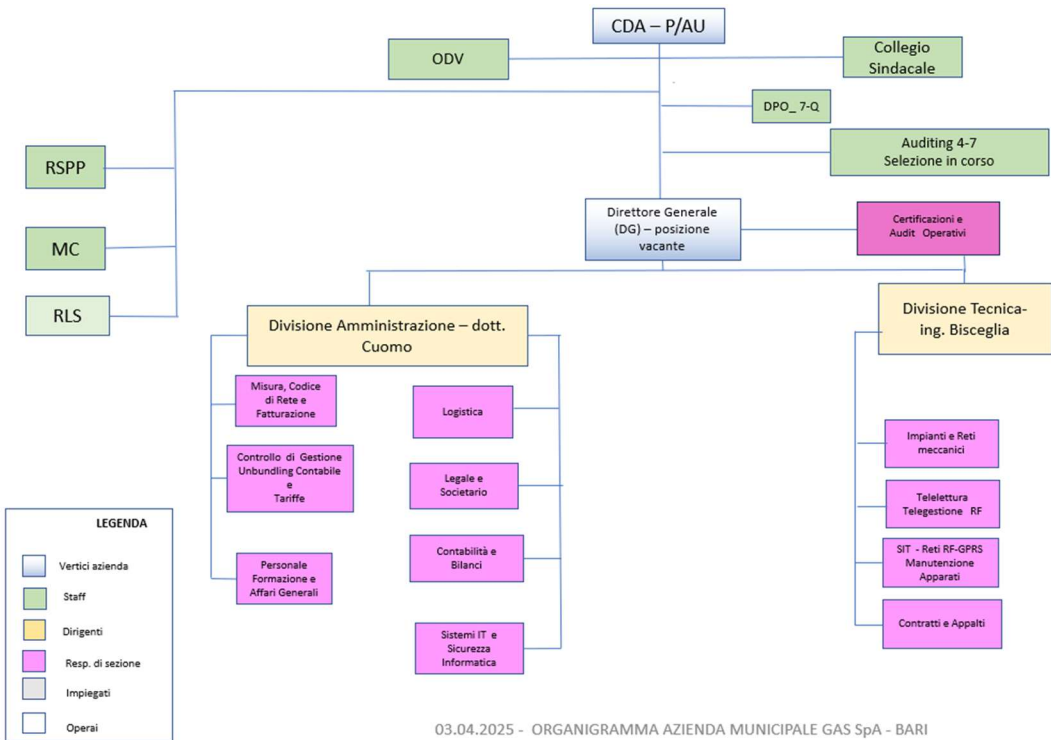 CDA – P/AU
ODV
Collegio
Sindacale
DPO_ 7-Q
Auditing 4-7
Selezione in corso
RSPP
MC
RLS
Direttore Generale
(DG) – posizione
vacante
Certificazioni e
Audit Operativi
Divisione Amministrazione – dott.
Cuomo
Divisione Tecnica-
ing. Bisceglia
Misura, Codice
di Rete e
Fatturazione
Controllo di Gestione
Unbundling Contabile
e
Tariffe
Personale
Formazione e
Affari Generali
Logistica
Legale e
Societario
Contabilità e
Bilanci
Sistemi IT e
Sicurezza
Informatica
Impianti e Reti
meccanici
Telelettura
Telegestione RF
SIT - Reti RF-GPRS
Manutenzione
Apparati
Contratti e Appalti
LEGENDA
Vertici azienda
Staff
Dirigenti
Resp. di sezione
Impiegati
Operai
03.04.2025 - ORGANIGRAMMA AZIENDA MUNICIPALE GAS SpA - BARI